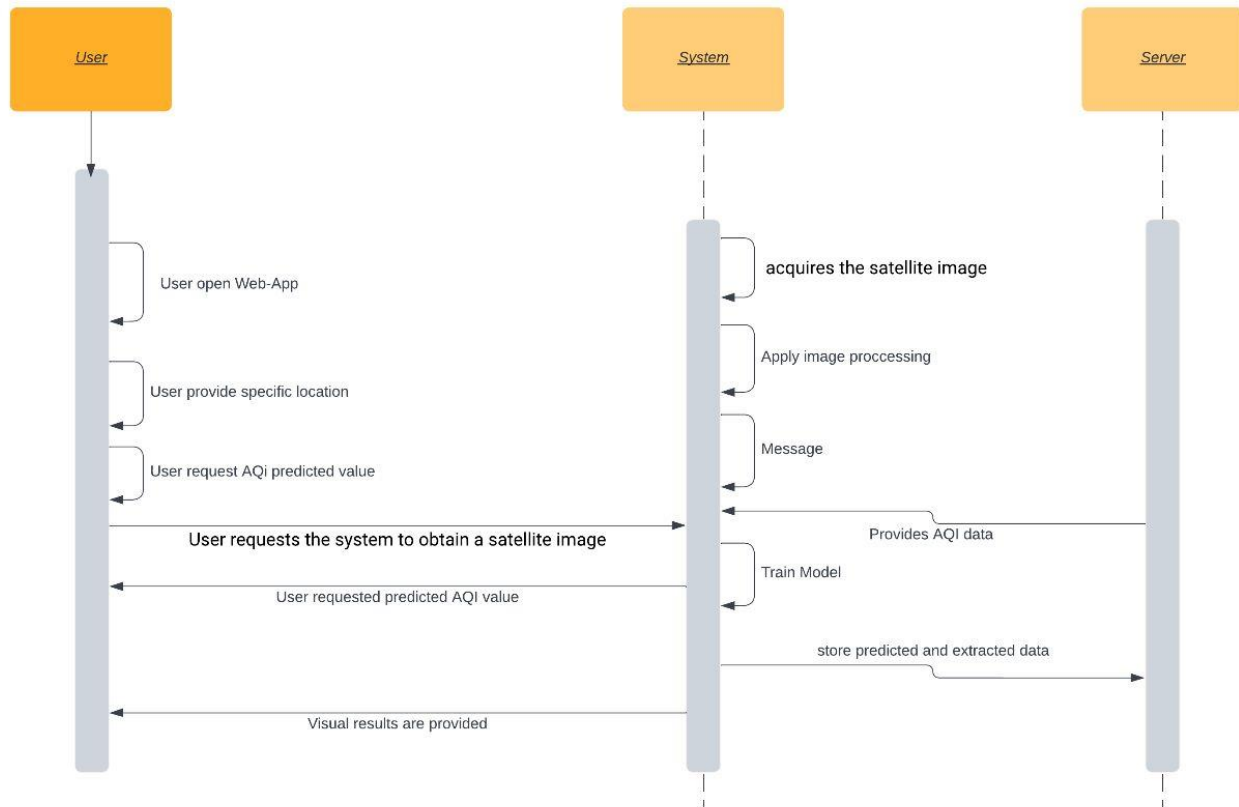 User
System
Server
acquires the satellite image
User open Web-App
Apply image proccessing
User provide specific location
Message
User request AQi predicted value
Provides AQI data
User requests the system to obtain a satellite image
Train Model
User requested predicted AQI value
store predicted and extracted data
Visual results are provided